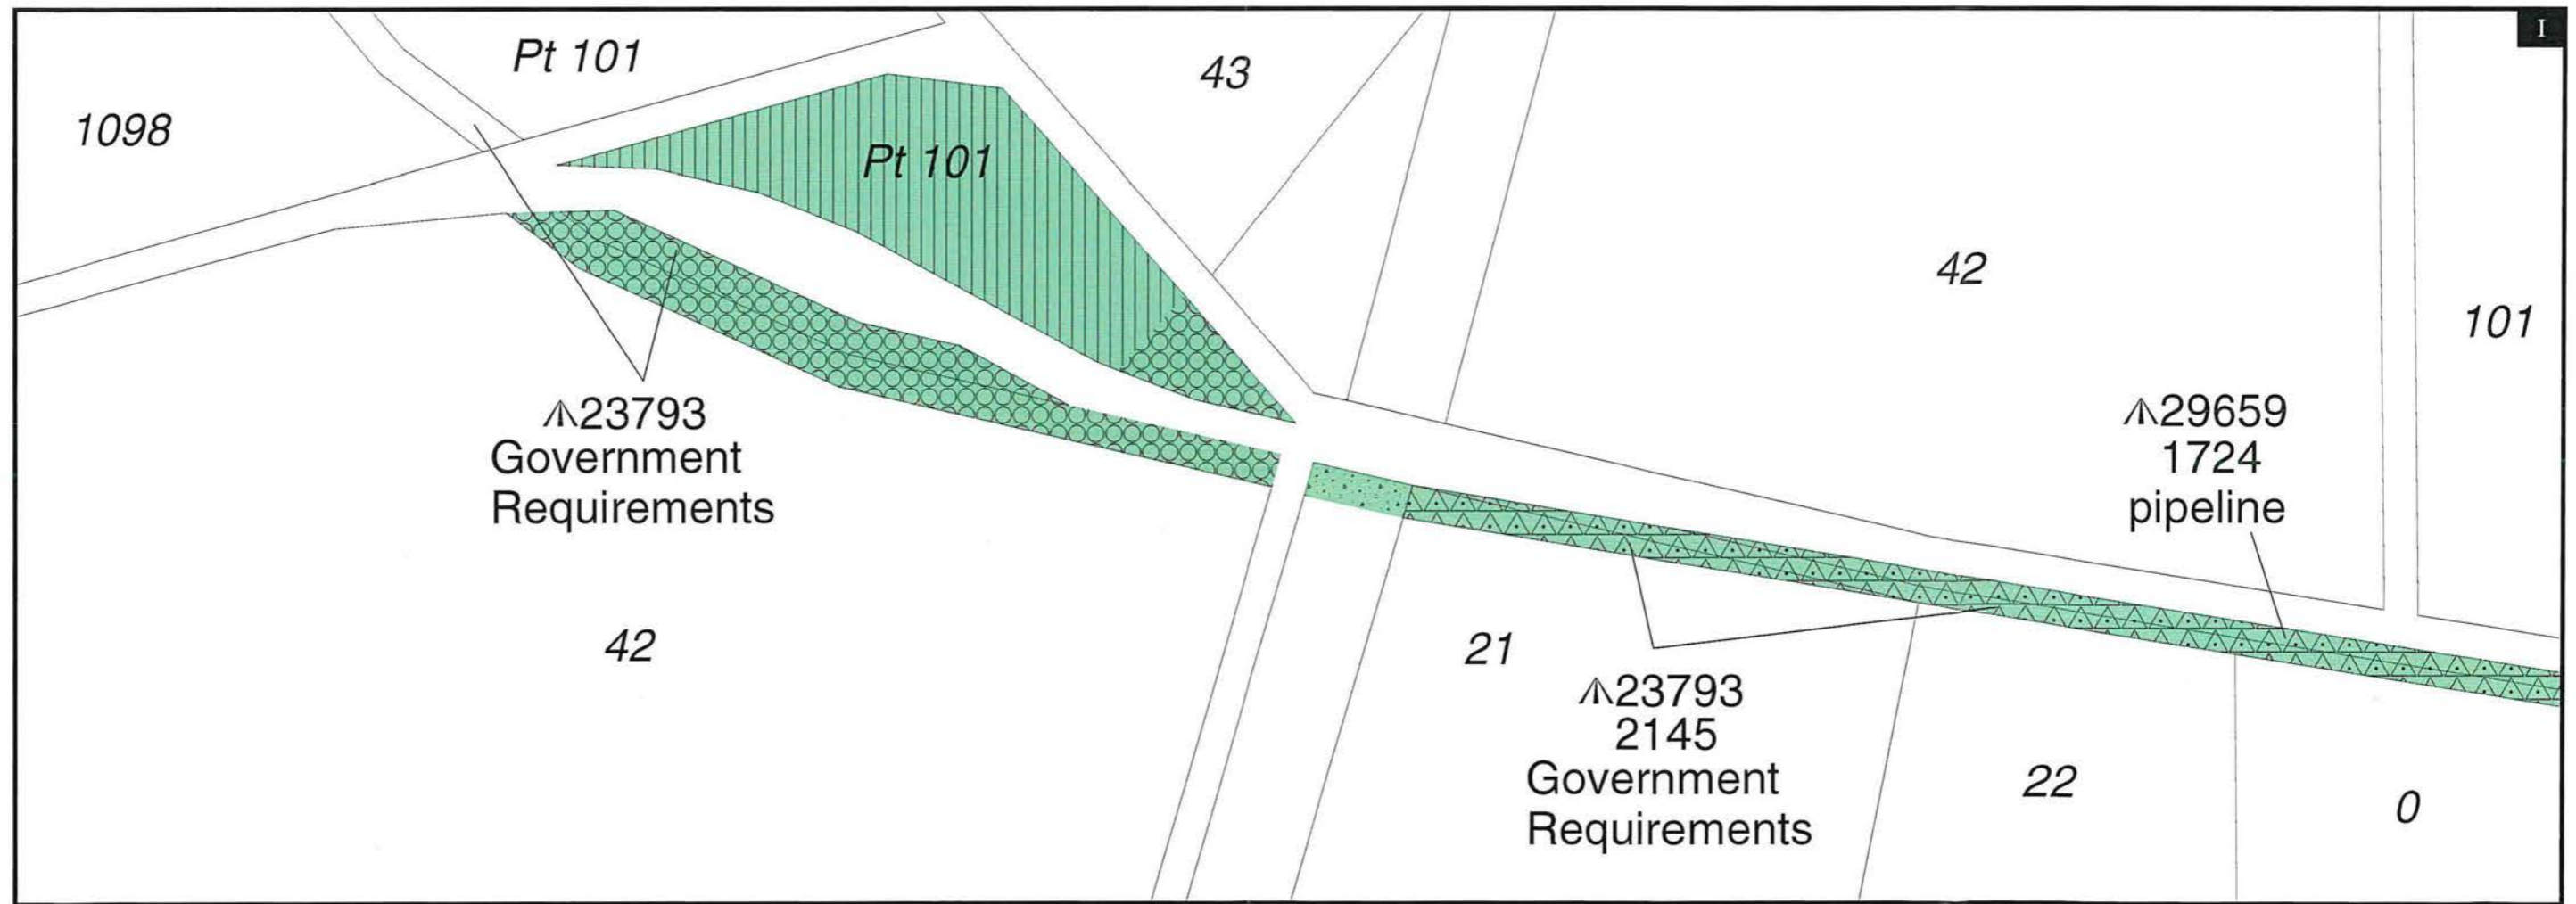 I
Pt 101
43
1098
Pt 101
42
101
⩚23793
Government
Requirements
⩚29659
1724
pipeline
42
21
⩚23793
2145
Government
Requirements
22
0